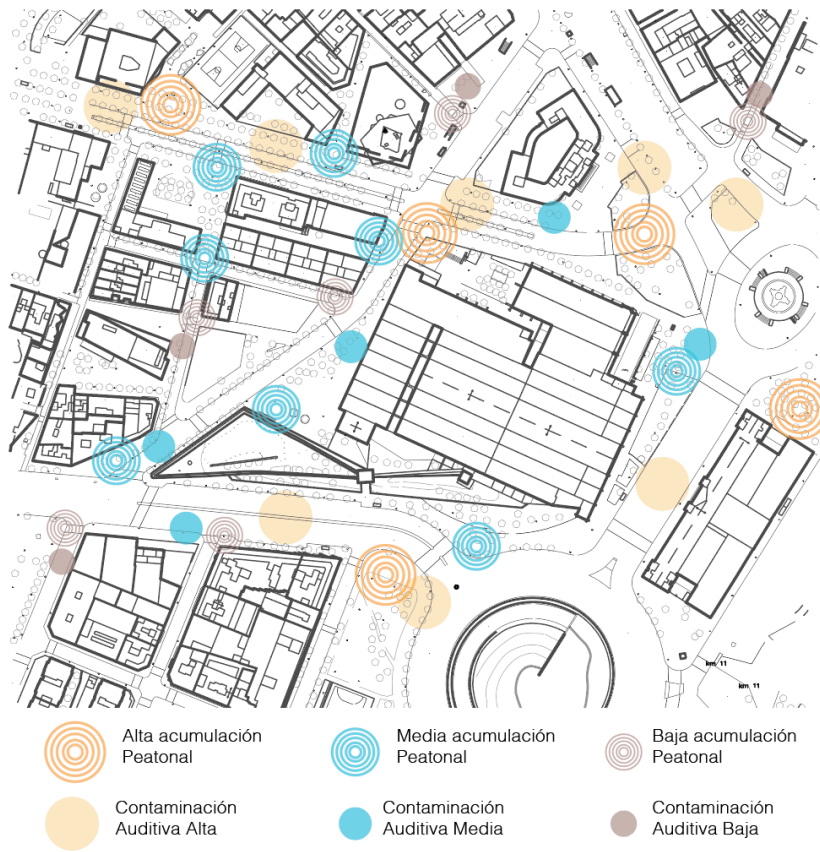 km 11
km 11
Alta acumulación
Peatonal
Media acumulación
Peatonal
Baja acumulación
Peatonal
Contaminación
Auditiva Alta
Contaminación
Auditiva Media
Contaminación
Auditiva Baja